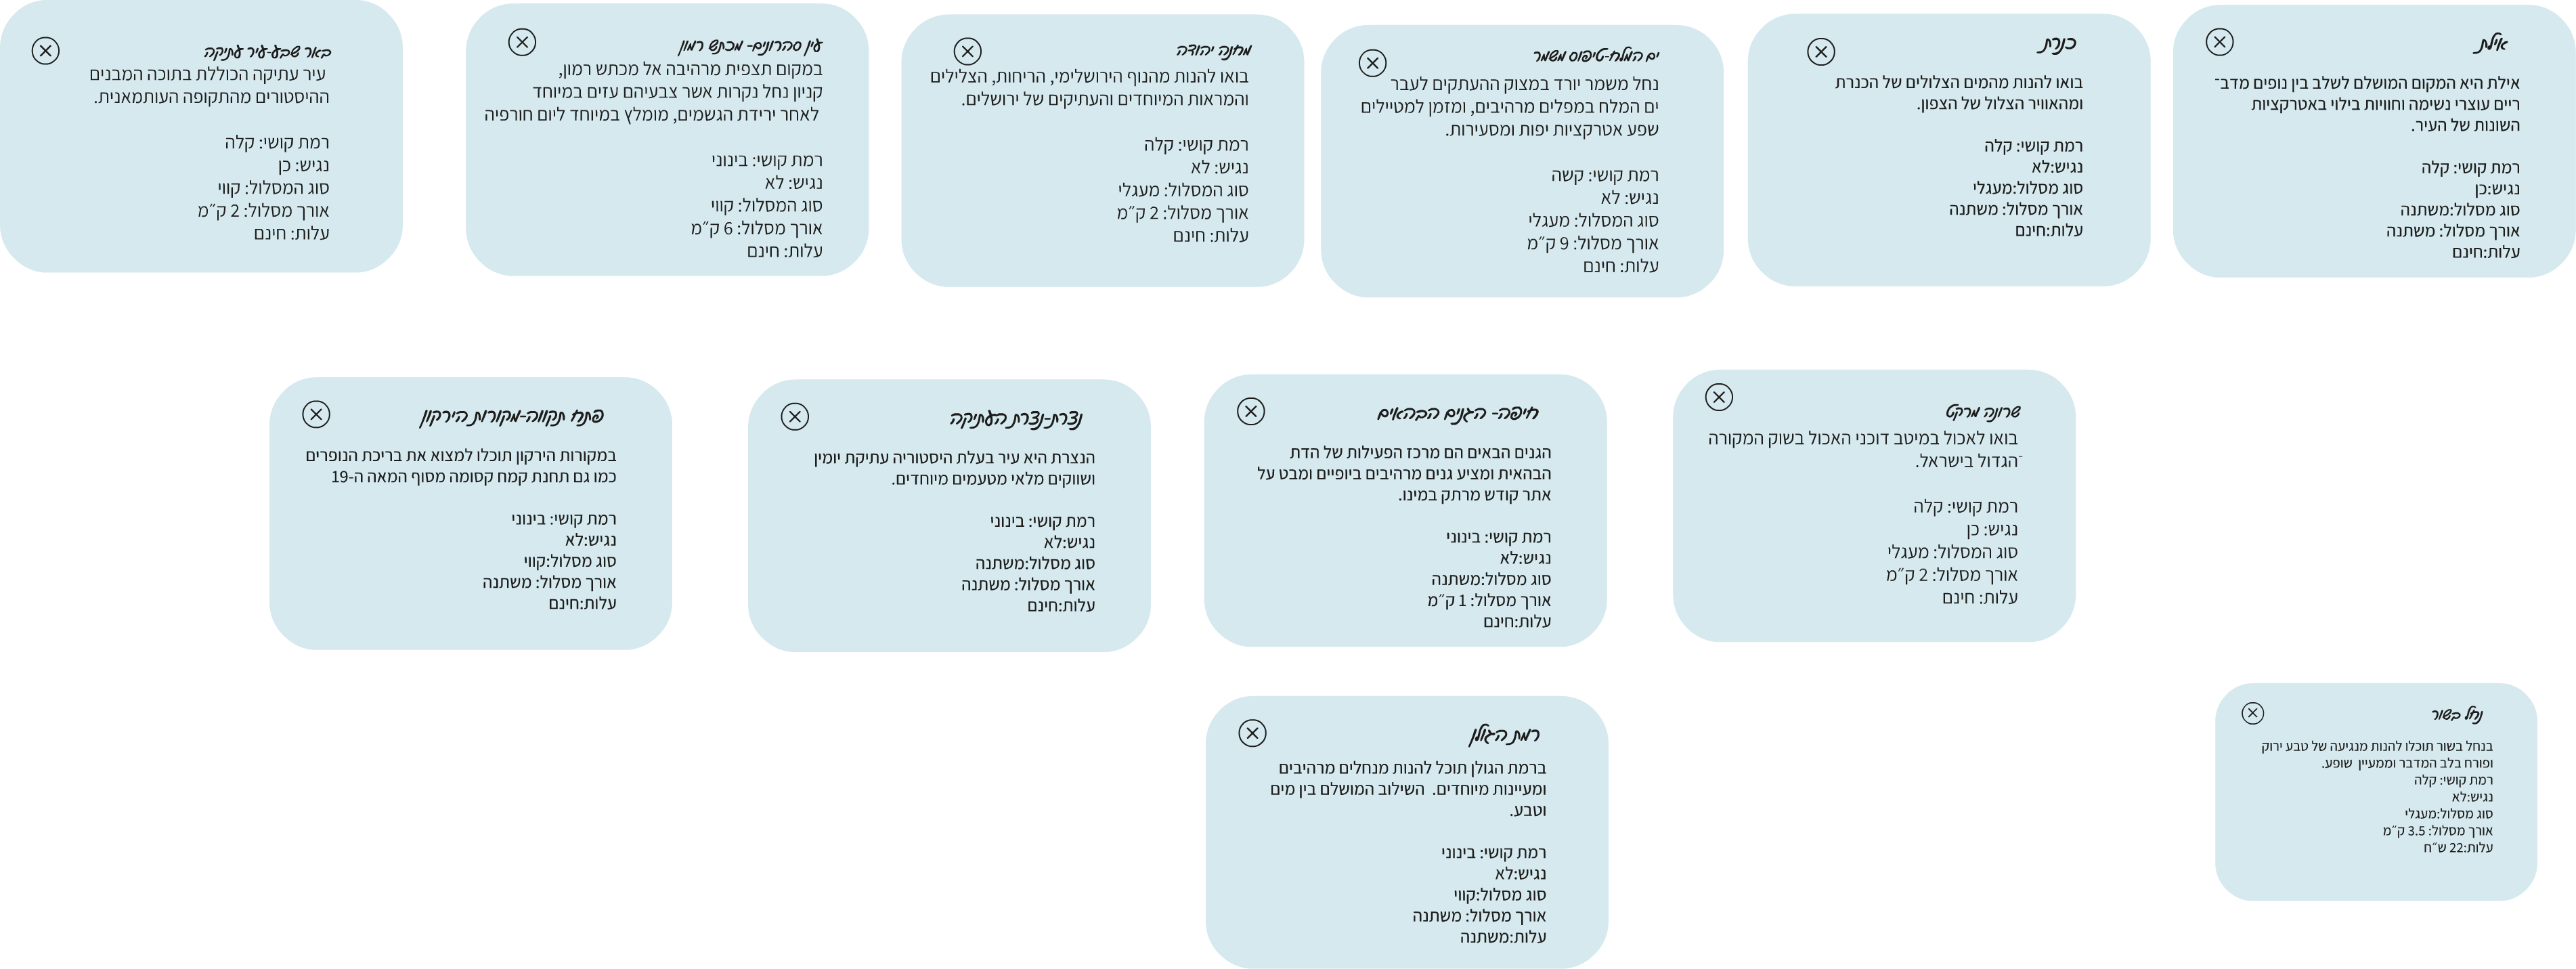 אילת
אילת היא המקום המושלם לשלב בין נופים מדב־
ריים עוצרי נשימה וחוויות בילוי באטרקציות
השונות של העיר.
רמת קושי: קלה
נגיש:כן
סוג מסלול:משתנה
אורך מסלול: משתנה
עלות:חינם
כנרת
בואו להנות מהמים הצלולים של הכנרת
ומהאוויר הצלול של הצפון.
רמת קושי: קלה
נגיש:לא
סוג מסלול:מעגלי
אורך מסלול: משתנה
עלות:חינם
ים המלח-טיפוס משמר
נחל משמר יורד במצוק ההעתקים לעבר
ים המלח במפלים מרהיבים, ומזמן למטיילים
שפע אטרקציות יפות ומסעירות.
רמת קושי: קשה
נגיש: לא
סוג המסלול: מעגלי
אורך מסלול: 9 ק״מ
עלות: חינם
מחנה יהודה
בואו להנות מהנוף הירושלימי, הריחות, הצלילים
והמראות המיוחדים והעתיקים של ירושלים.
רמת קושי: קלה
נגיש: לא
סוג המסלול: מעגלי
אורך מסלול: 2 ק״מ
עלות: חינם
עין סהרונים- מכתש רמון
במקום תצפית מרהיבה אל מכתש רמון,
קניון נחל נקרות אשר צבעיהם עזים במיוחד
לאחר ירידת הגשמים, מומלץ במיוחד ליום חורפיה
רמת קושי: בינוני
נגיש: לא
סוג המסלול: קווי
אורך מסלול: 6 ק״מ
עלות: חינם
באר שבע-עיר עתיקה
עיר עתיקה הכוללת בתוכה המבנים
ההיסטורים מהתקופה העותמאנית.
רמת קושי: קלה
נגיש: כן
סוג המסלול: קווי
אורך מסלול: 2 ק״מ
עלות: חינם
שרונה מרקט
בואו לאכול במיטב דוכני האכול בשוק המקורה
־הגדול בישראל.
רמת קושי: קלה
נגיש: כן
סוג המסלול: מעגלי
אורך מסלול: 2 ק״מ
עלות: חינם
חיפה- הגנים הבהאים
הגנים הבאים הם מרכז הפעילות של הדת
הבהאית ומציע גנים מרהיבים ביופיים ומבט על
אתר קודש מרתק במינו.
רמת קושי: בינוני
נגיש:לא
סוג מסלול:משתנה
אורך מסלול: 1 ק״מ
עלות:חינם
נצרת-נצרת העתיקה
הנצרת היא עיר בעלת היסטוריה עתיקת יומין
ושווקים מלאי מטעמים מיוחדים.
רמת קושי: בינוני
נגיש:לא
סוג מסלול:משתנה
אורך מסלול: משתנה
עלות:חינם
פתח תקווה-מקורות הירקון
במקורות הירקון תוכלו למצוא את בריכת הנופרים
כמו גם תחנת קמח קסומה מסוף המאה ה-19
רמת קושי: בינוני
נגיש:לא
סוג מסלול:קווי
אורך מסלול: משתנה
עלות:חינם
נחל בשור
בנחל בשור תוכלו להנות מנגיעה של טבע ירוק
ופורח בלב המדבר וממעיין  שופע.
רמת קושי: קלה
נגיש:לא
סוג מסלול:מעגלי
אורך מסלול: 3.5 ק״מ
עלות:22 ש״ח
רמת הגולן
ברמת הגולן תוכל להנות מנחלים מרהיבים
ומעיינות מיוחדים.  השילוב המושלם בין מים
וטבע.
רמת קושי: בינוני
נגיש:לא
סוג מסלול:קווי
אורך מסלול: משתנה
עלות:משתנה